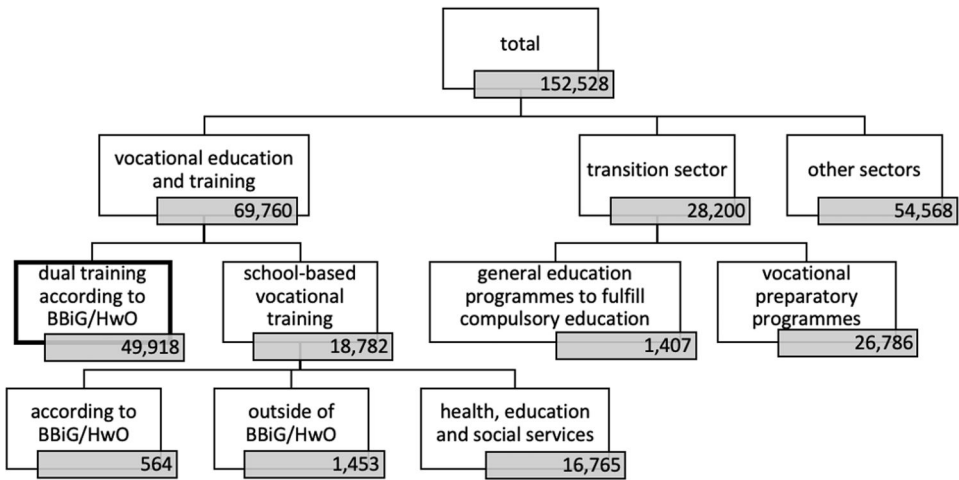 total
152,528
vocational education
and training
69,760
transition sector
28,200
other sectors
54,568
dual training
according to
BBiG/HwO
49,918
school-based
vocational
training
18,782
general education
programmes to fulfill
compulsory education
1,407
vocational
preparatory
programmes
26,786
according to
BBiG/HwO
564
outside of
BBiG/HwO
1,453
health, education
and social services
16,765